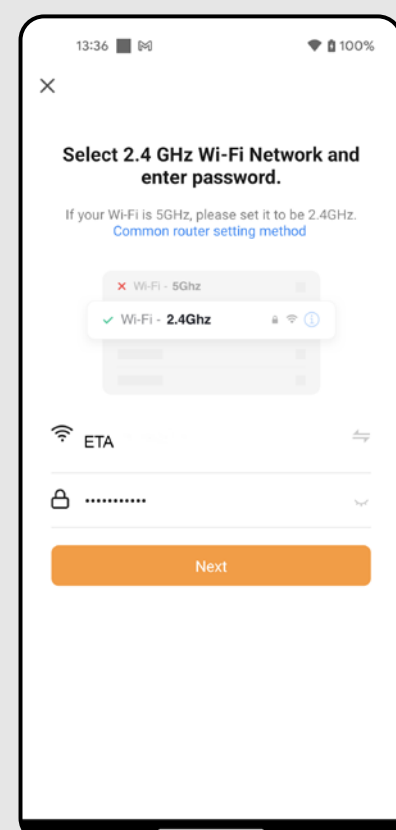 13:36 100%
Select 2.4 GHz Wi-Fi Network and
enter password.
If your Wi-Fi is 5GHz, please set it to be 2.4GHz.
Common router setting method
Wi-Fi - 5Ghz
Wi-Fi - 2.4Ghz
ETA
•••••••••••
Next